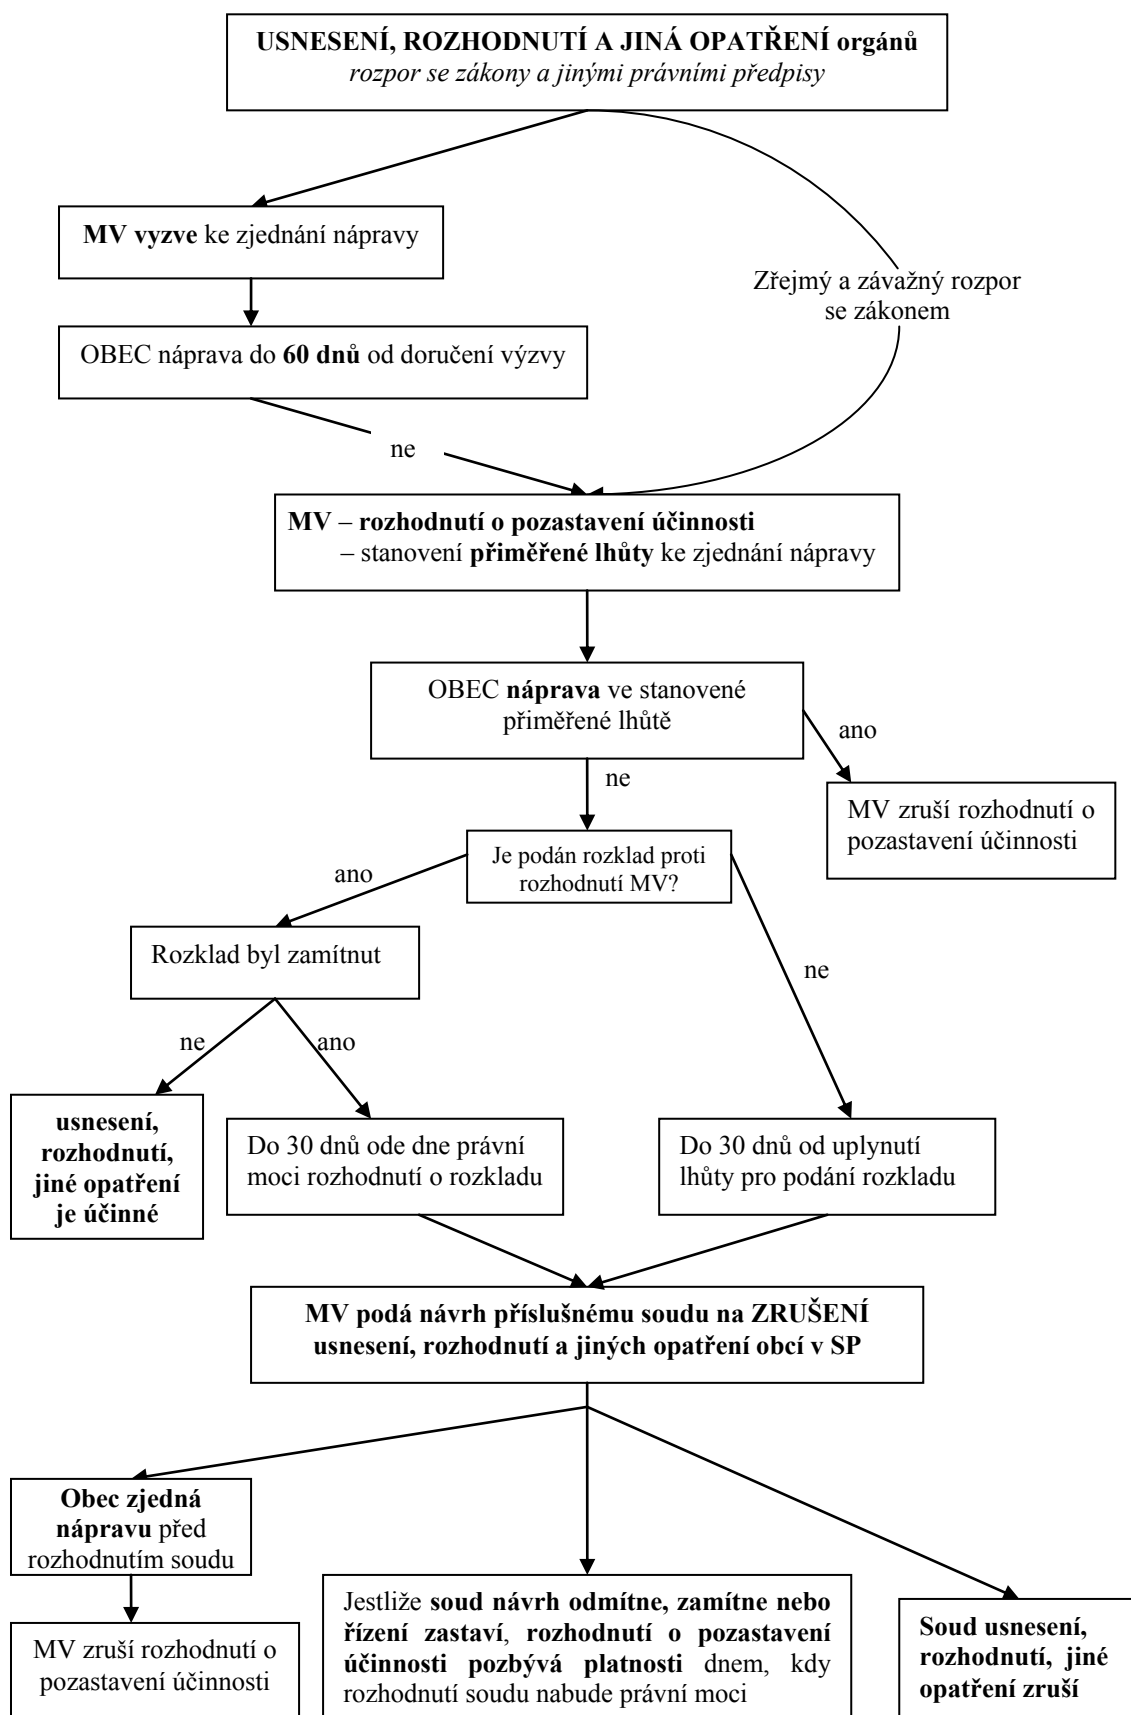 USNESENÍ, ROZHODNUTÍ A JINÁ OPATŘENÍ orgánů
rozpor se zákony a jinými právními předpisy
MV vyzve ke zjednání nápravy
Zřejmý a závažný rozpor
se zákonem
OBEC náprava do 60 dnů od doručení výzvy
ne
MV – rozhodnutí o pozastavení účinnosti
– stanovení přiměřené lhůty ke zjednání nápravy
OBEC náprava ve stanovené
přiměřené lhůtě
ano
ne
MV zruší rozhodnutí o
pozastavení účinnosti
Je podán rozklad proti
rozhodnutí MV?
ano
Rozklad byl zamítnut
ne
ne
ano
usnesení,
rozhodnutí,
jiné opatření
je účinné
Do 30 dnů ode dne právní
moci rozhodnutí o rozkladu
Do 30 dnů od uplynutí
lhůty pro podání rozkladu
MV podá návrh příslušnému soudu na ZRUŠENÍ
usnesení, rozhodnutí a jiných opatření obcí v SP
Obec zjedná
nápravu před
rozhodnutím soudu
MV zruší rozhodnutí o
pozastavení účinnosti
Jestliže soud návrh odmítne, zamítne nebo
řízení zastaví, rozhodnutí o pozastavení
účinnosti pozbývá platnosti dnem, kdy
rozhodnutí soudu nabude právní moci
Soud usnesení,
rozhodnutí, jiné
opatření zruší